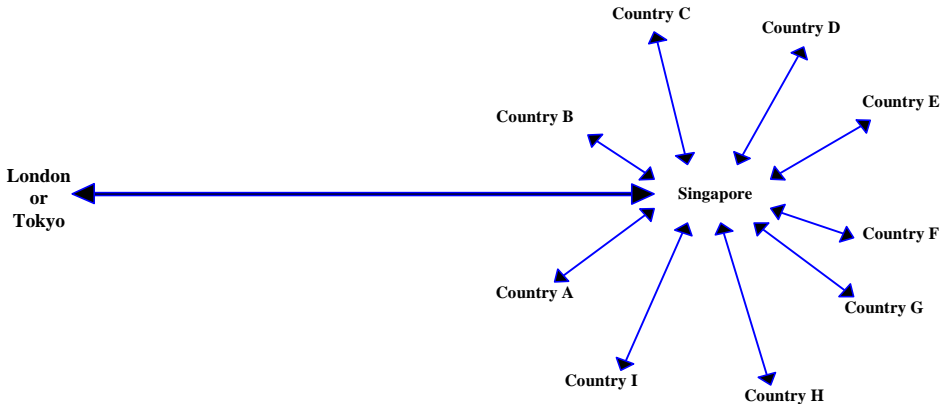 Country C
Country D
Country E
Country B
London
or
Tokyo
Singapore
Country F
Country A
Country G
Country I
Country H